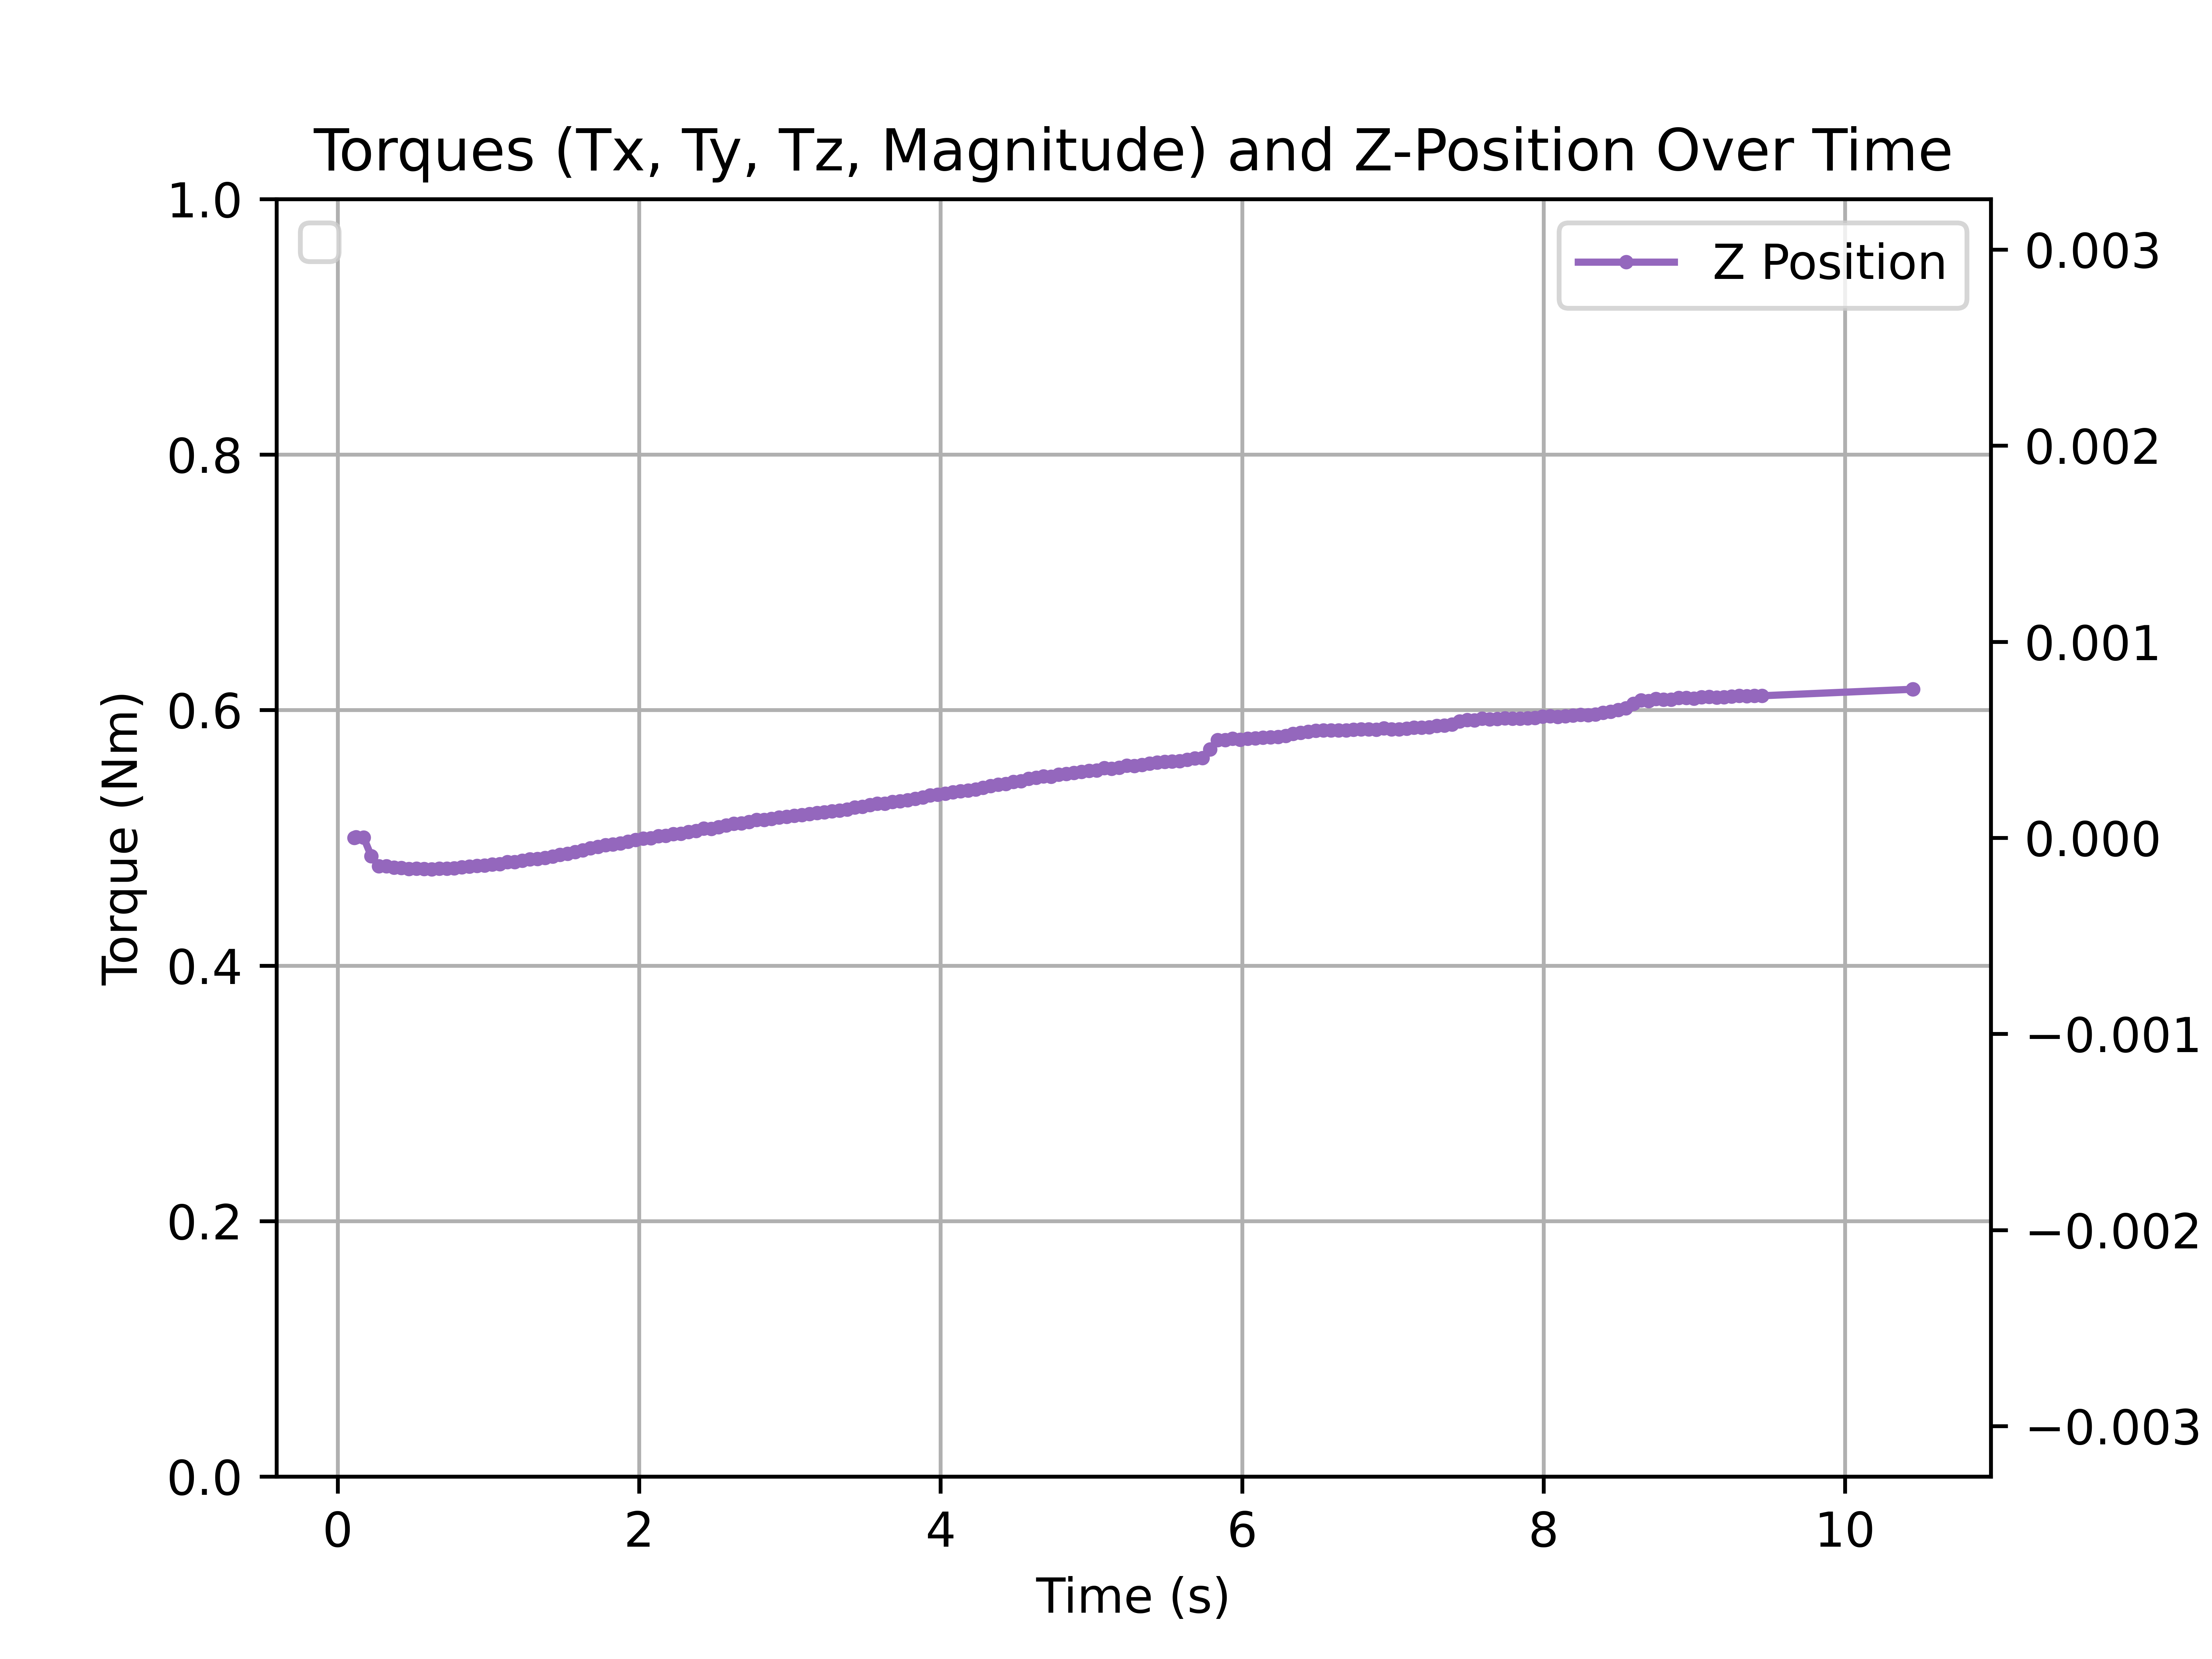 Torques (Tx, Ty, Tz, Magnitude) and Z-Position Over Time
Z Position
Torque (Nm)
1.0
0.8
0.6
0.4
0.2
0.0
0.003
0.002
0.001
0.000
−0.001
−0.002
−0.003
0 2 4 6 8 10
Time (s)